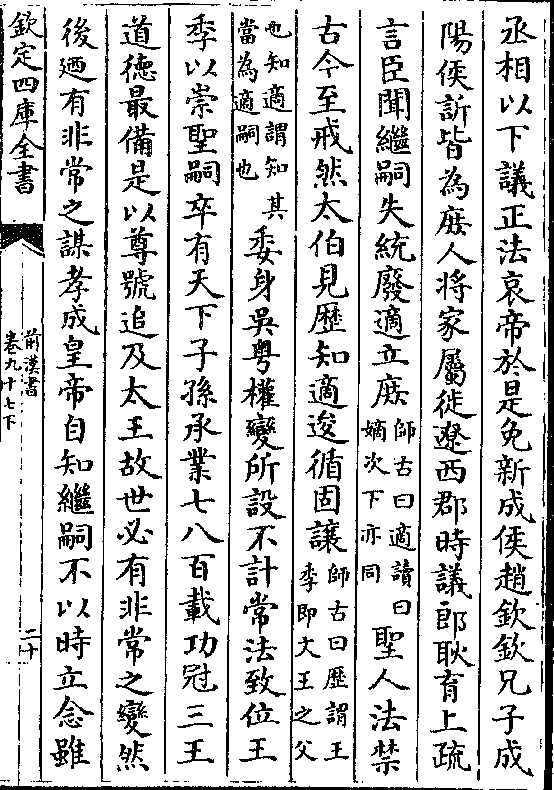 丞相以下議正法哀帝於是免新成侯趙欽欽兄子成
陽侯訢皆為庶人將家屬徙遼西郡時議郎耿育上疏
言臣聞繼嗣失統廢適立庶師古曰適讀曰嫡次下亦同聖人法禁
古今至戒然太伯見歴知適逡循固讓師古曰歴謂王季即文王之父
也知適謂知其當為適嗣也委身吳粤權變所設不計常法致位王
季以崇聖嗣卒有天下子孫承業七八百載功冠三王
道德最備是以尊號追及太王故世必有非常之變然
後迺有非常之謀孝成皇帝自知繼嗣不以時立念雖
欽定四庫全書
前漢書
卷九十七下
二十